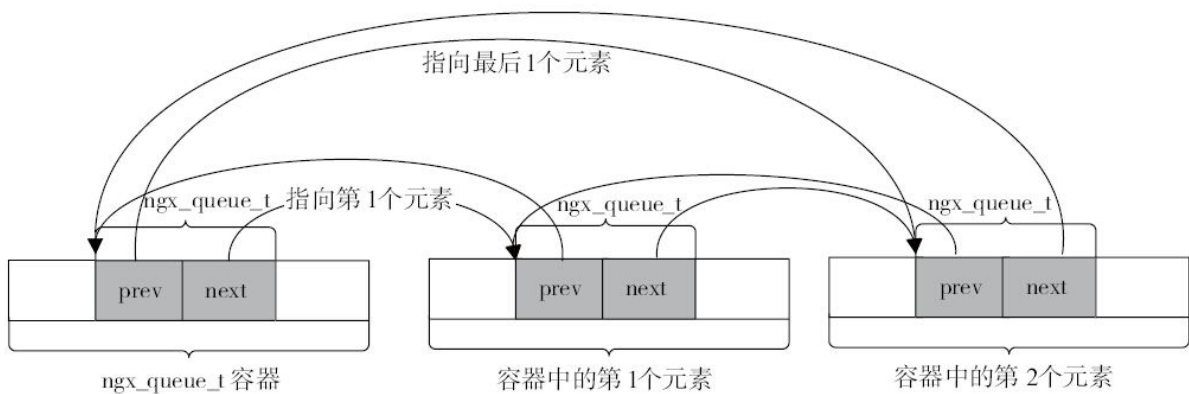 指向最后1个元素
ngx_queue_t
指向第1个元素
ngx_queue_t
ngx_queue_t
prev
next
prev
next
prev
next
ngx_queue_t 容器
容器中的第1个元素
容器中的第2个元素